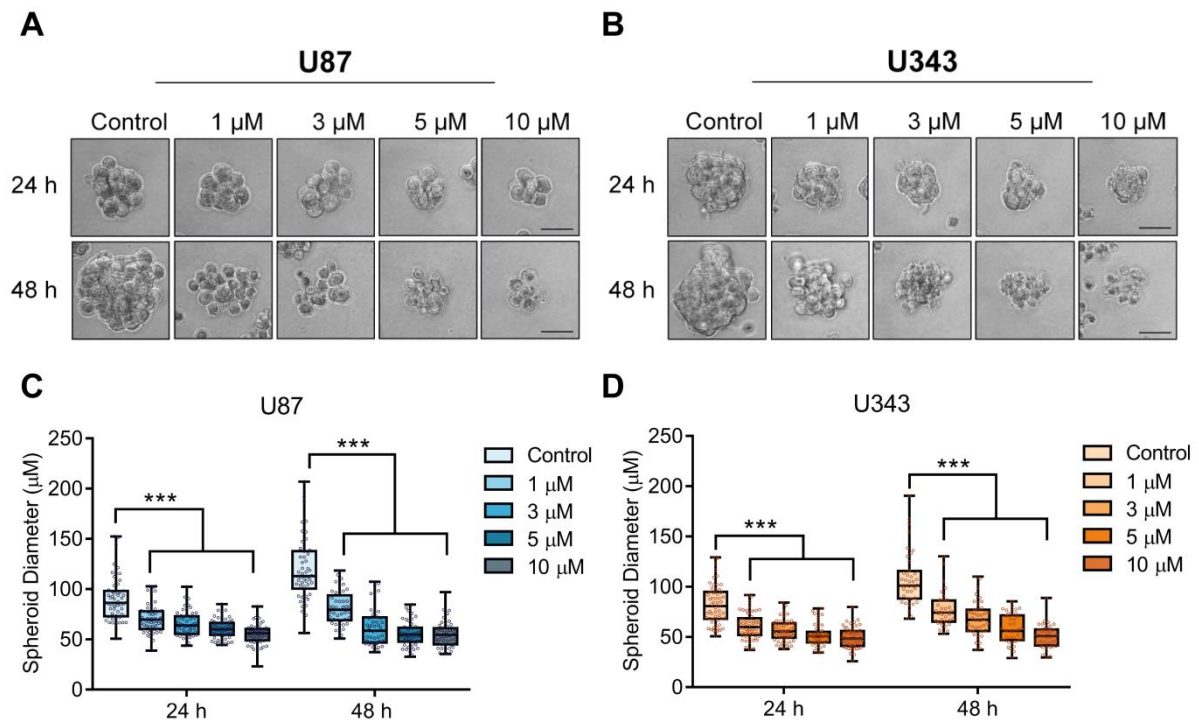 A
U87
Control 1 µM 3 µM 5 µM 10 µM
24 h
48 h
B
U343
Control 1 µM 3 µM 5 µM 10 µM
24 h
48 h
C
U87
Spheroid Diameter (µM)
250
200
150
100
50
0
***
***
24 h 48 h
Control
1 µM
3 µM
5 µM
10 µM
D
U343
Spheroid Diameter (µM)
250
200
150
100
50
0
***
***
24 h 48 h
Control
1 µM
3 µM
5 µM
10 µM